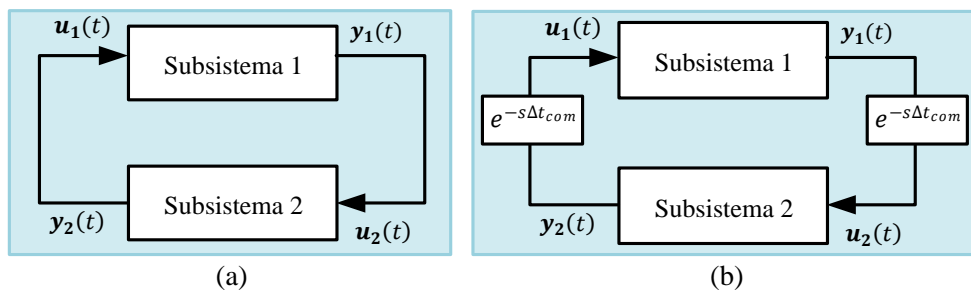 u₁(t)
y₁(t)
Subsistema 1
Subsistema 2
y₂(t)
u₂(t)
(a)
u₁(t)
y₁(t)
Subsistema 1
e^{-sΔt_{com}}
e^{-sΔt_{com}}
Subsistema 2
y₂(t)
u₂(t)
(b)